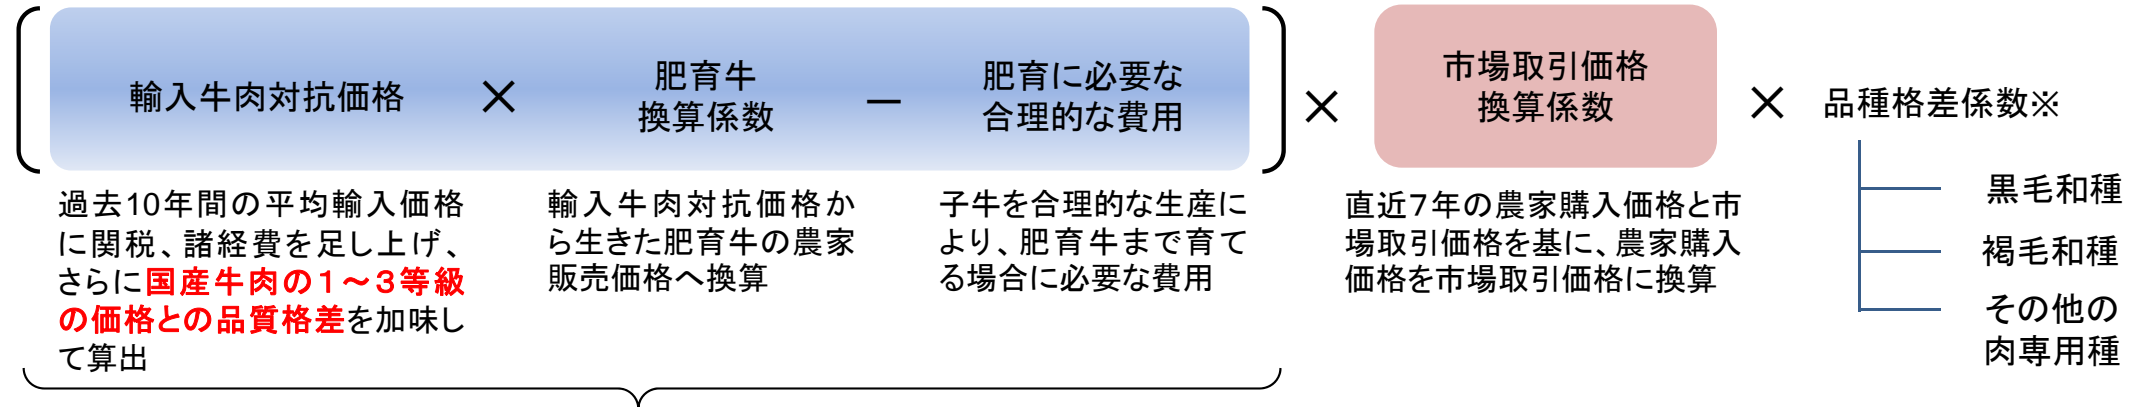 輸入牛肉対抗価格
×
肥育牛
換算係数
−
肥育に必要な
合理的な費用
×
市場取引価格
換算係数
×
品種格差係数※
過去10年間の平均輸入価格
に関税、諸経費を足し上げ、
さらに国産牛肉の1～3等級
の価格との品質格差を加味し
て算出
輸入牛肉対抗価格か
ら生きた肥育牛の農家
販売価格へ換算
子牛を合理的な生産に
より、肥育牛まで育て
る場合に必要な費用
直近7年の農家購入価格と市
場取引価格を基に、農家購入
価格を市場取引価格に換算
黒毛和種
褐毛和種
その他の
肉専用種